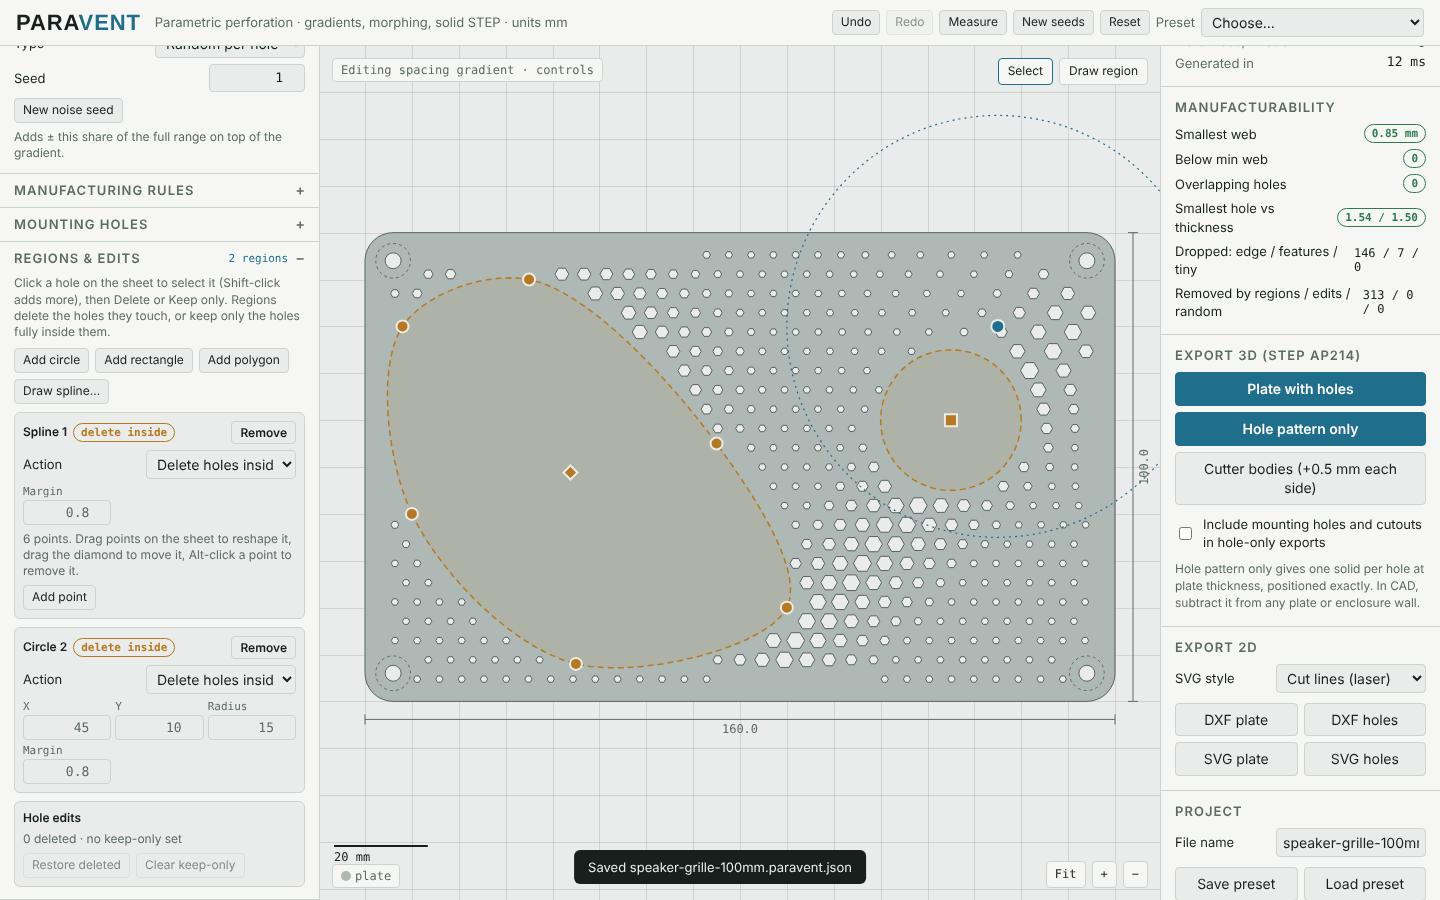 PARAVENT
Parametric perforation · gradients, morphing, solid STEP · units mm
Undo
Redo
Measure
New seeds
Reset
Preset
Choose...
Type
Random per hole
Seed
1
New noise seed
Adds ± this share of the full range on top of the
gradient.
MANUFACTURING RULES
+
MOUNTING HOLES
+
REGIONS & EDITS
2 regions
−
Click a hole on the sheet to select it (Shift-click
adds more), then Delete or Keep only. Regions
delete the holes they touch, or keep only the holes
fully inside them.
Add circle
Add rectangle
Add polygon
Draw spline...
Spline 1
delete inside
Remove
Action
Delete holes insid
Margin
0.8
6 points. Drag points on the sheet to reshape it,
drag the diamond to move it, Alt-click a point to
remove it.
Add point
Circle 2
delete inside
Remove
Action
Delete holes insid
X
Y
Radius
45
10
15
Margin
0.8
Hole edits
0 deleted · no keep-only set
Restore deleted
Clear keep-only
Editing spacing gradient · controls
Select
Draw region
100.0
160.0
20 mm
plate
Saved speaker-grille-100mm.paravent.json
Fit
+
−
Generated in
12 ms
MANUFACTURABILITY
Smallest web
0.85 mm
Below min web
0
Overlapping holes
0
Smallest hole vs
thickness
1.54 / 1.50
Dropped: edge / features /
tiny
146 / 7 /
0
Removed by regions / edits /
random
313 / 0
/ 0
EXPORT 3D (STEP AP214)
Plate with holes
Hole pattern only
Cutter bodies (+0.5 mm each
side)
Include mounting holes and cutouts
in hole-only exports
Hole pattern only gives one solid per hole at
plate thickness, positioned exactly. In CAD,
subtract it from any plate or enclosure wall.
EXPORT 2D
SVG style
Cut lines (laser)
DXF plate
DXF holes
SVG plate
SVG holes
PROJECT
File name
speaker-grille-100m
Save preset
Load preset